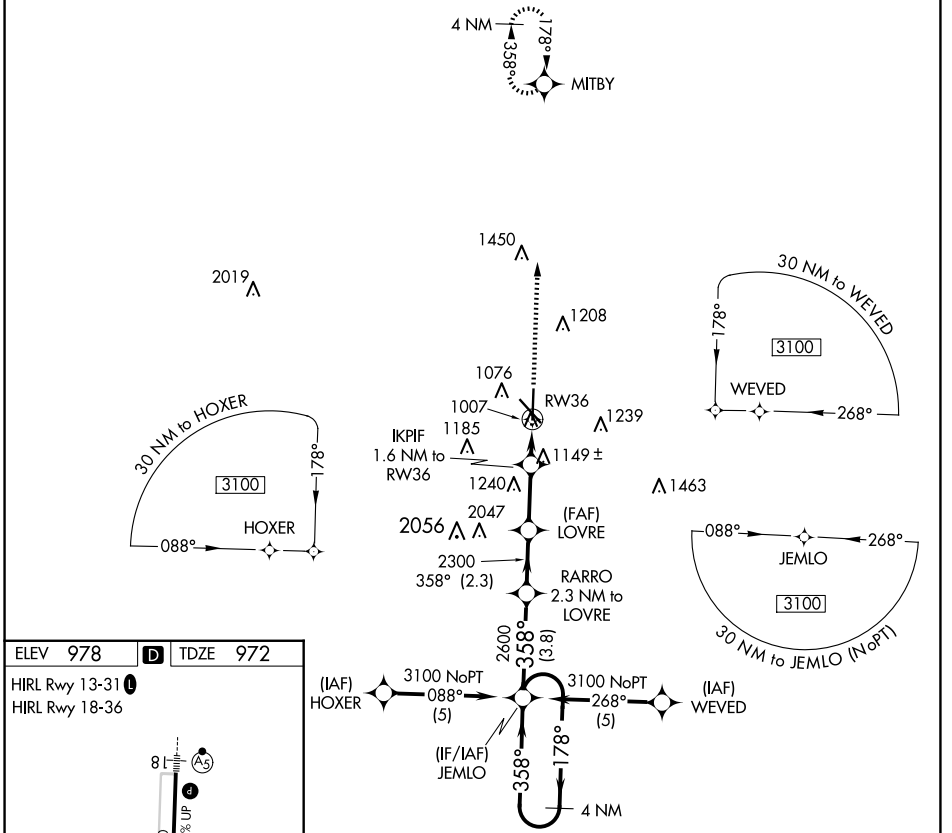 4 NM
178°
358°
MITBY
1450
2019
1208
30 NM to WEVED
178°
3100
WEVED
268°
1076
1007
RW36
1239
1185
IKPIF
1.6 NM to
RW36
1149 ±
1240
1463
30 NM to HOXER
178°
3100
HOXER
088°
(FAF)
LOVRE
2056
2047
2300
358° (2.3)
RARRO
2.3 NM to
LOVRE
088°
268°
JEMLO
3100
30 NM to JEMLO (NoPT)
2600
358°
(3.8)
(IAF)
HOXER
3100 NoPT
088°
(5)
3100 NoPT
268°
(5)
(IAF)
WEVED
(IF/IAF)
JEMLO
358°
178°
4 NM
ELEV 978
D
TDZE 972
HIRL Rwy 13-31 L
HIRL Rwy 18-36
18
A5
P
% UP